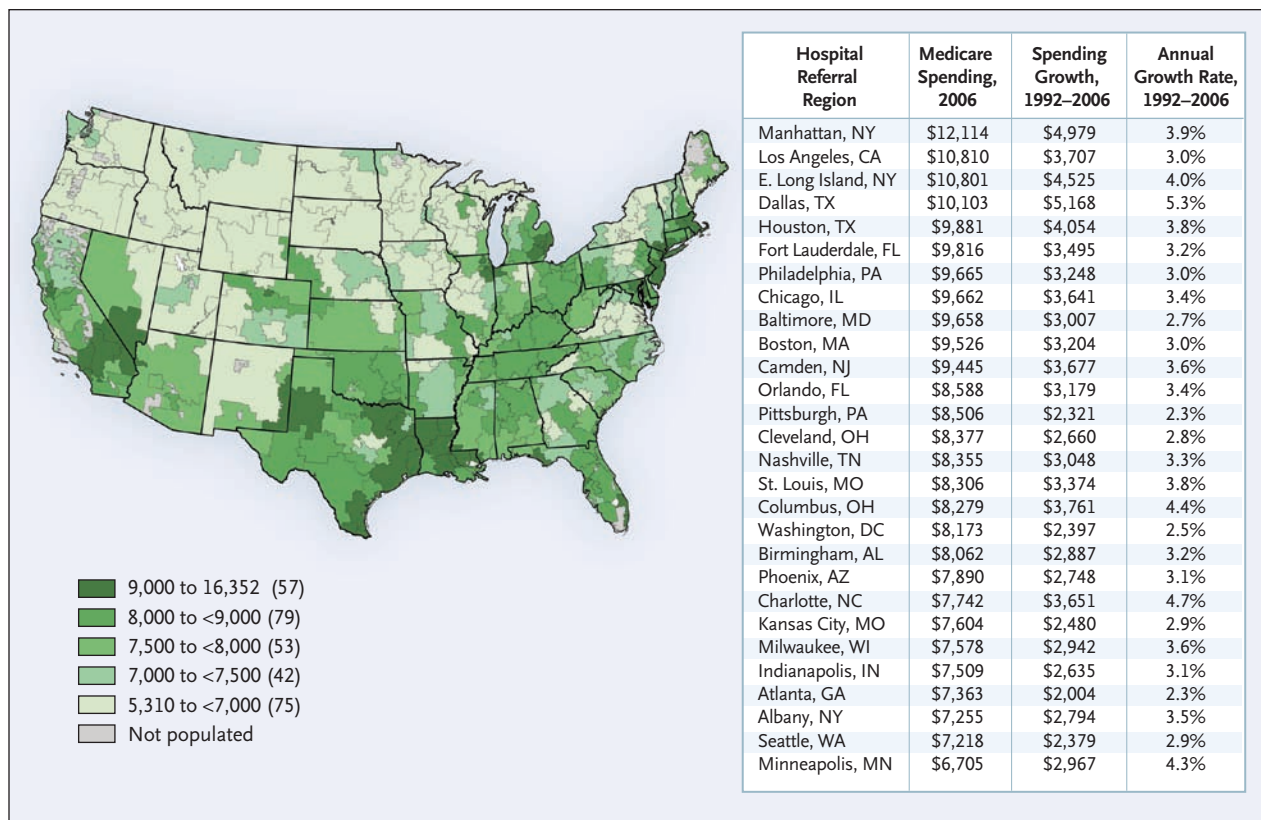 Hospital Referral Region Medicare Spending, 2006 Spending Growth, 1992–2006 Annual Growth Rate, 1992–2006
Manhattan, NY $12,114 $4,979 3.9%
Los Angeles, CA $10,810 $3,707 3.0%
E. Long Island, NY $10,801 $4,525 4.0%
Dallas, TX $10,103 $5,168 5.3%
Houston, TX $9,881 $4,054 3.8%
Fort Lauderdale, FL $9,816 $3,495 3.2%
Philadelphia, PA $9,665 $3,248 3.0%
Chicago, IL $9,662 $3,641 3.4%
Baltimore, MD $9,658 $3,007 2.7%
Boston, MA $9,526 $3,204 3.0%
Camden, NJ $9,445 $3,677 3.6%
Orlando, FL $8,588 $3,179 3.4%
Pittsburgh, PA $8,506 $2,321 2.3%
Cleveland, OH $8,377 $2,660 2.8%
Nashville, TN $8,355 $3,048 3.3%
St. Louis, MO $8,306 $3,374 3.8%
Columbus, OH $8,279 $3,761 4.4%
Washington, DC $8,173 $2,397 2.5%
Birmingham, AL $8,062 $2,887 3.2%
Phoenix, AZ $7,890 $2,748 3.1%
Charlotte, NC $7,742 $3,651 4.7%
Kansas City, MO $7,604 $2,480 2.9%
Milwaukee, WI $7,578 $2,942 3.6%
Indianapolis, IN $7,509 $2,635 3.1%
Atlanta, GA $7,363 $2,004 2.3%
Albany, NY $7,255 $2,794 3.5%
Seattle, WA $7,218 $2,379 2.9%
Minneapolis, MN $6,705 $2,967 4.3%
9,000 to 16,352 (57)
8,000 to <9,000 (79)
7,500 to <8,000 (53)
7,000 to <7,500 (42)
5,310 to <7,000 (75)
Not populated